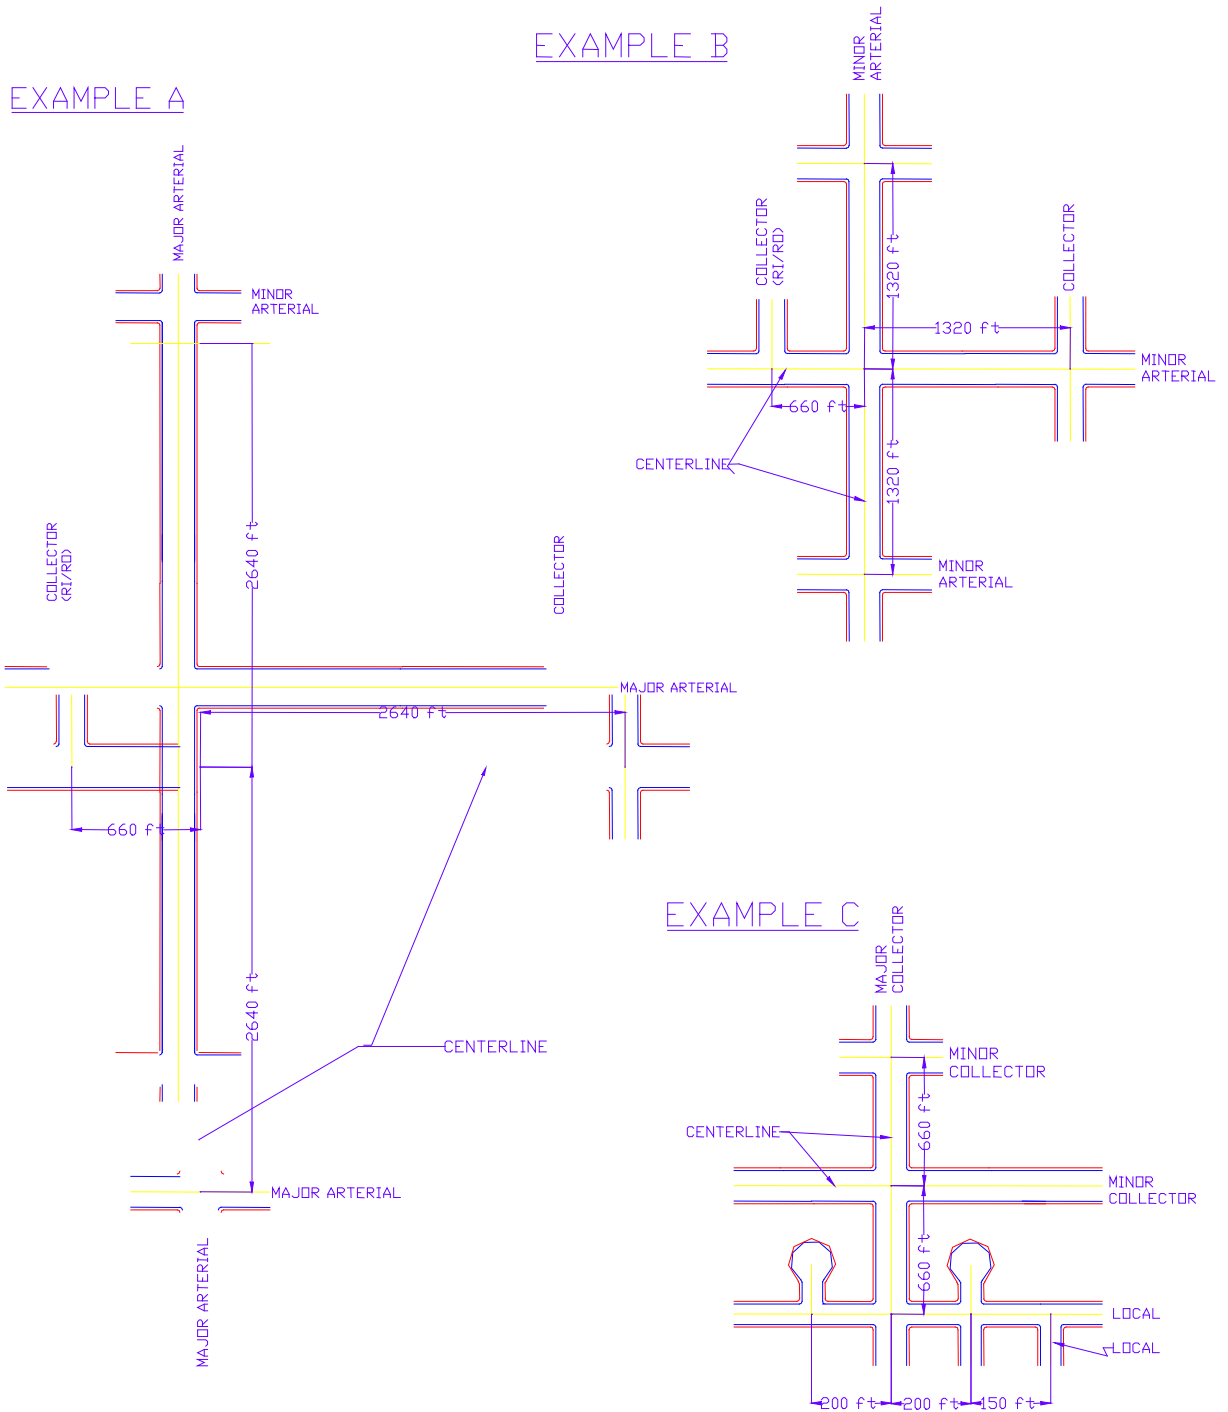 EXAMPLE A
MAJOR ARTERIAL
MINOR
ARTERIAL
2640 ft
COLLECTOR
(RI/RO)
COLLECTOR
MAJOR ARTERIAL
2640 ft
660 ft
2640 ft
CENTERLINE
MAJOR ARTERIAL
MAJOR ARTERIAL
EXAMPLE B
MINOR
ARTERIAL
COLLECTOR
(RI/RO)
COLLECTOR
1320 ft
1320 ft
MINOR
ARTERIAL
660 ft
CENTERLINE
1320 ft
MINOR
ARTERIAL
EXAMPLE C
MAJOR
COLLECTOR
MINOR
COLLECTOR
660 ft
CENTERLINE
MINOR
COLLECTOR
660 ft
LOCAL
LOCAL
200 ft
200 ft
150 ft